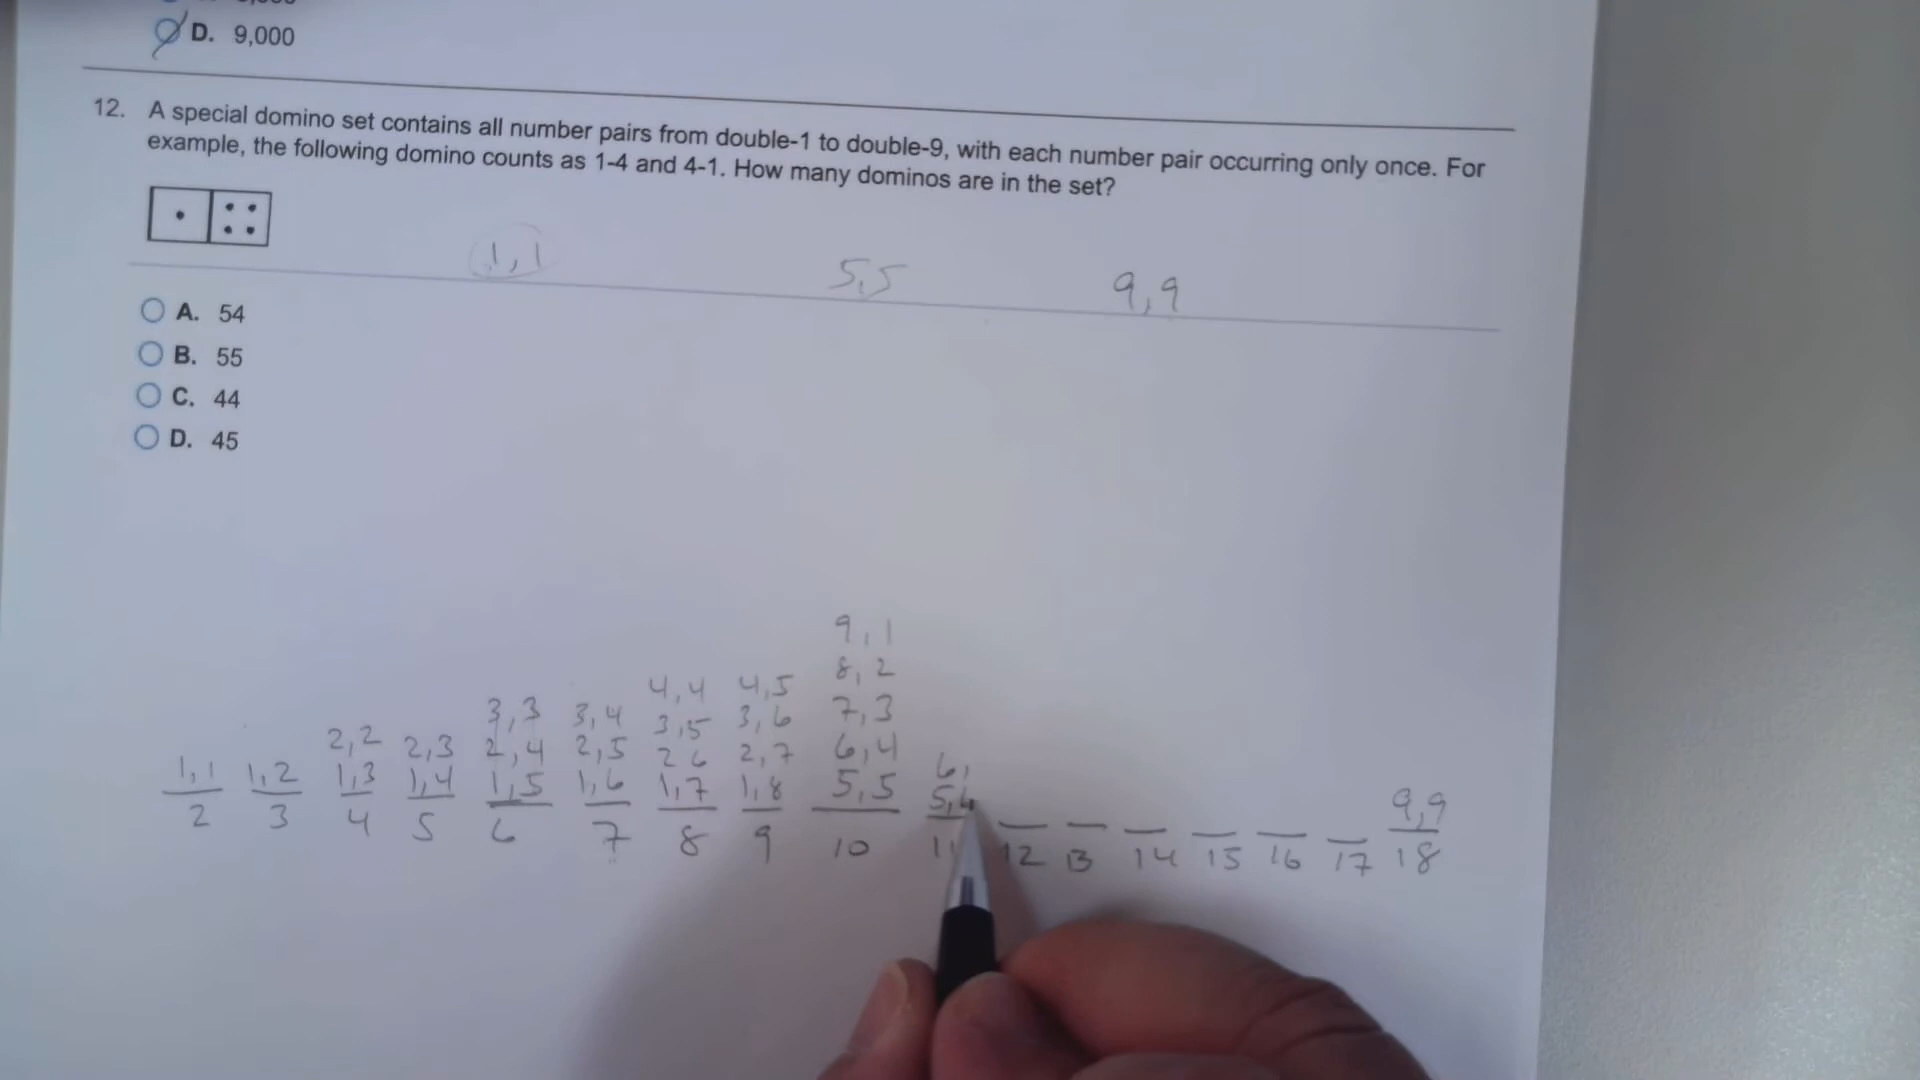 D. 9,000
12. A special domino set contains all number pairs from double-1 to double-9, with each number pair occurring only once. For
example, the following domino counts as 1-4 and 4-1. How many dominos are in the set?
1,1 5,5 9,9
A. 54
B. 55
C. 44
D. 45
9,1
8,2
4,4 4,5 7,3
3,3 3,4 3,5 3,6 6,4
2,2 2,3 2,4 2,5 2 6 2,7 6,
1,1 1,2 1,3 1,4 1,5 1,6 1,7 1,8 5,5 9,9
2 3 4 5 6 7 8 9 10 12 13 14 15 16 17 18